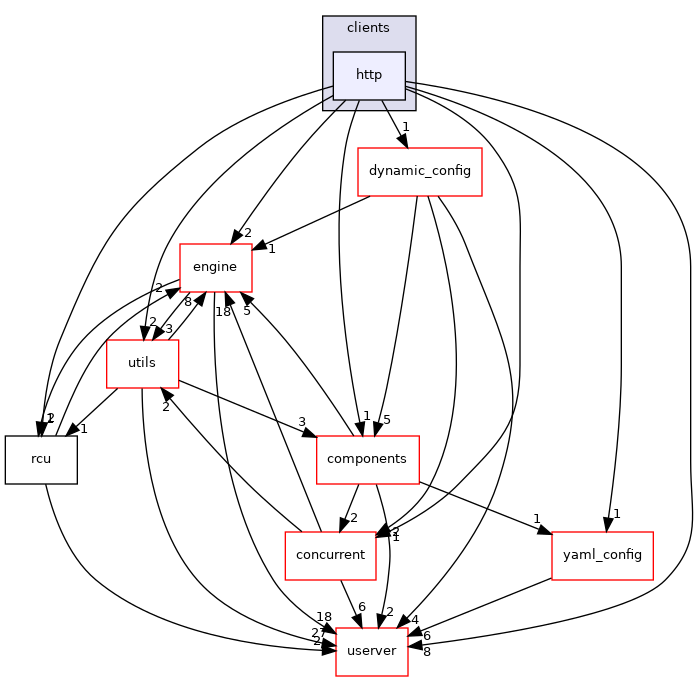 clients
http
1
dynamic_config
2
1
engine
2
8
18
5
2
3
utils
2
1
5
3
1
2
1
rcu
components
2
1
1
2
1
concurrent
yaml_config
6
2
4
18
27
2
6
8
userver